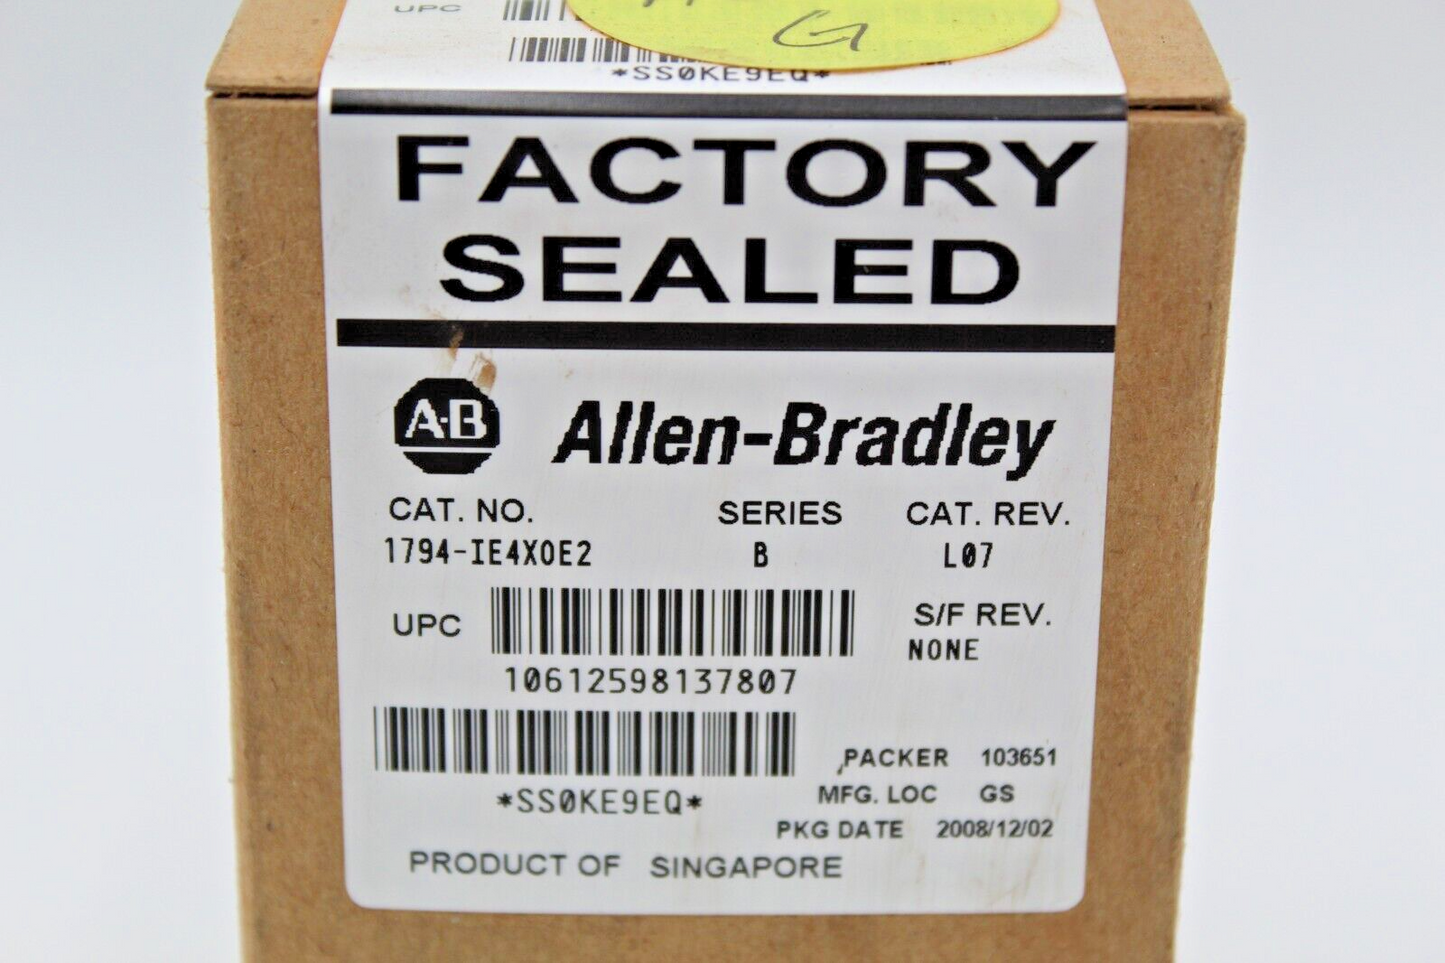 UPC
G
*SS0KE9EQ*
FACTORY
SEALED
A-B Allen-Bradley
CAT. NO. SERIES CAT. REV.
1794-IE4XOE2 B L07
UPC S/F REV.
NONE
10612598137807
PACKER 103651
*SS0KE9EQ* MFG. LOC GS
PKG DATE 2008/12/02
PRODUCT OF SINGAPORE